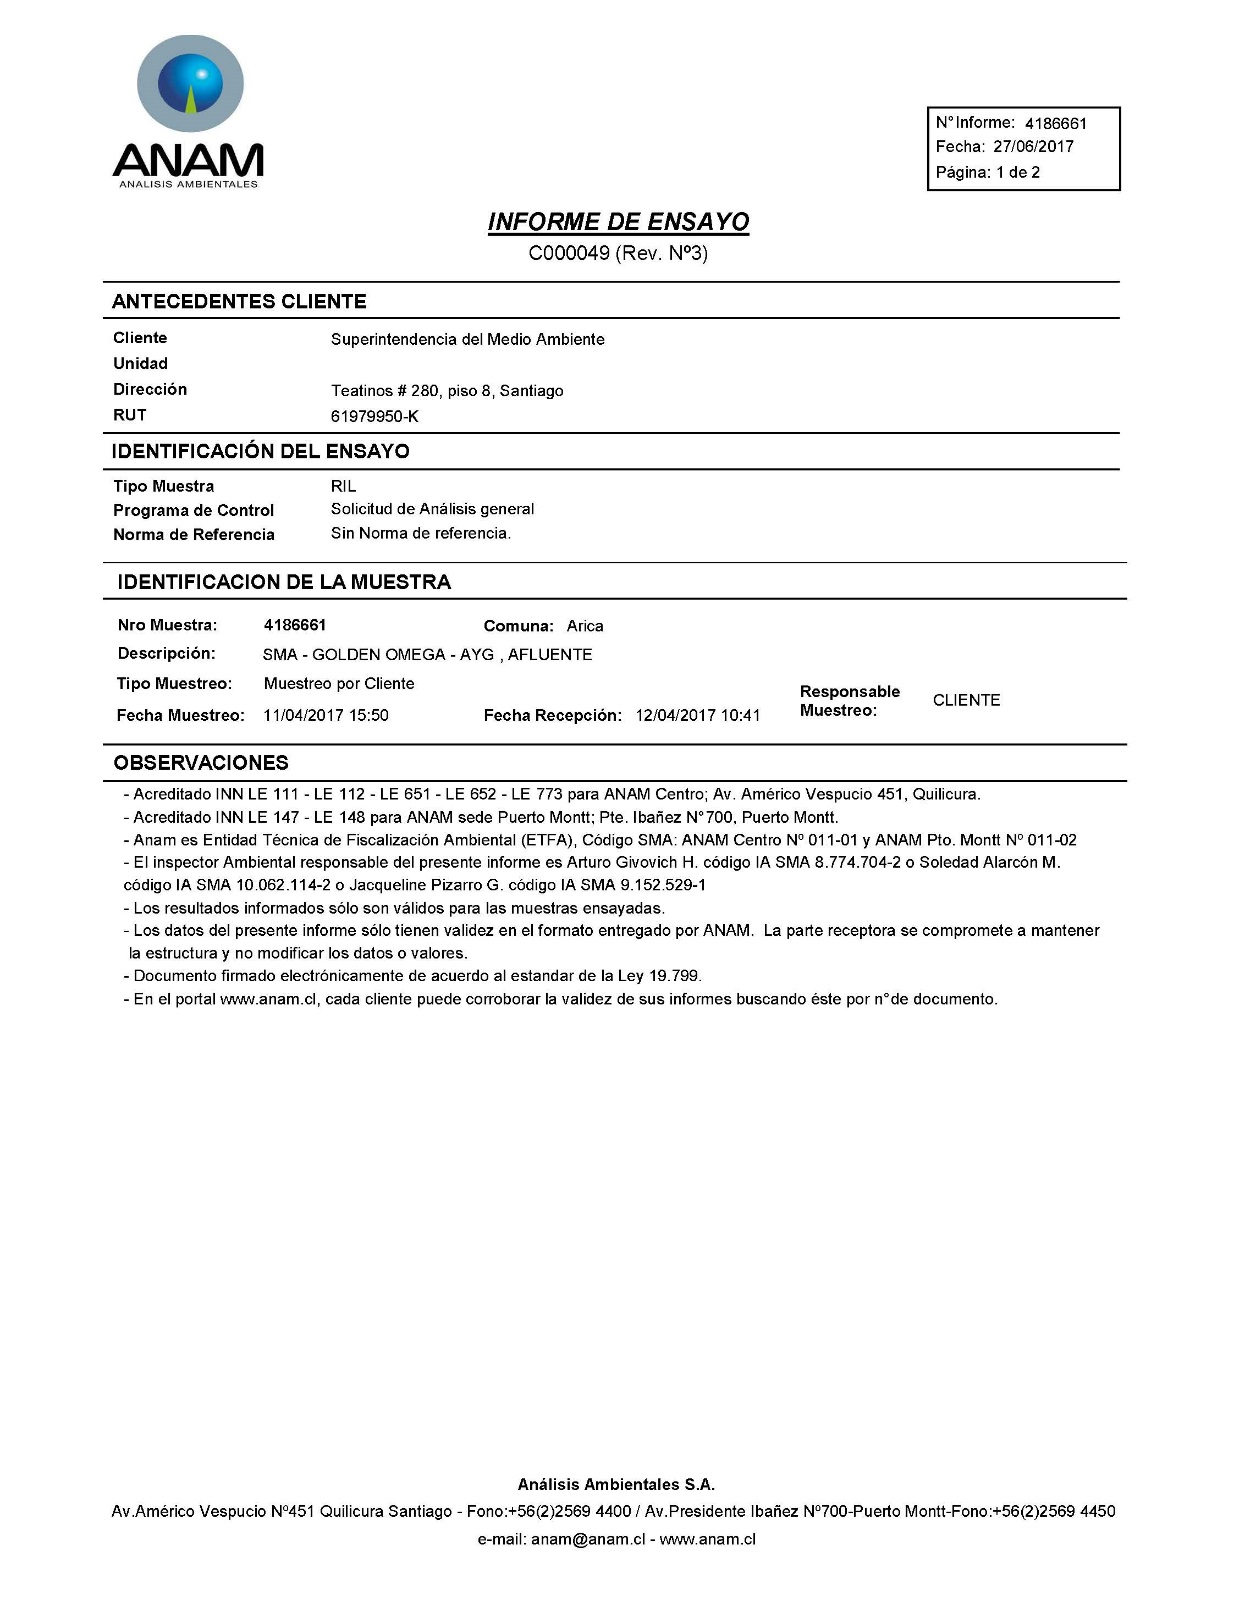 ANAM
ANALISIS AMBIENTALES
N° Informe: 4186661
Fecha: 27/06/2017
Página: 1 de 2
INFORME DE ENSAYO
C000049 (Rev. Nº3)
ANTECEDENTES CLIENTE
Cliente Superintendencia del Medio Ambiente
Unidad
Dirección Teatinos # 280, piso 8, Santiago
RUT 61979950-K
IDENTIFICACIÓN DEL ENSAYO
Tipo Muestra RIL
Programa de Control Solicitud de Análisis general
Norma de Referencia Sin Norma de referencia.
IDENTIFICACION DE LA MUESTRA
Nro Muestra: 4186661 Comuna: Arica
Descripción: SMA - GOLDEN OMEGA - AYG , AFLUENTE
Tipo Muestreo: Muestreo por Cliente
Fecha Muestreo: 11/04/2017 15:50 Fecha Recepción: 12/04/2017 10:41
Responsable
Muestreo: CLIENTE
OBSERVACIONES
- Acreditado INN LE 111 - LE 112 - LE 651 - LE 652 - LE 773 para ANAM Centro; Av. Américo Vespucio 451, Quilicura.
- Acreditado INN LE 147 - LE 148 para ANAM sede Puerto Montt; Pte. Ibañez N°700, Puerto Montt.
- Anam es Entidad Técnica de Fiscalización Ambiental (ETFA), Código SMA: ANAM Centro Nº 011-01 y ANAM Pto. Montt Nº 011-02
- El inspector Ambiental responsable del presente informe es Arturo Givovich H. código IA SMA 8.774.704-2 o Soledad Alarcón M.
código IA SMA 10.062.114-2 o Jacqueline Pizarro G. código IA SMA 9.152.529-1
- Los resultados informados sólo son válidos para las muestras ensayadas.
- Los datos del presente informe sólo tienen validez en el formato entregado por ANAM. La parte receptora se compromete a mantener
la estructura y no modificar los datos o valores.
- Documento firmado electrónicamente de acuerdo al estandar de la Ley 19.799.
- En el portal www.anam.cl, cada cliente puede corroborar la validez de sus informes buscando éste por n°de documento.
Análisis Ambientales S.A.
Av.Américo Vespucio Nº451 Quilicura Santiago - Fono:+56(2)2569 4400 / Av.Presidente Ibañez Nº700-Puerto Montt-Fono:+56(2)2569 4450
e-mail: anam@anam.cl - www.anam.cl